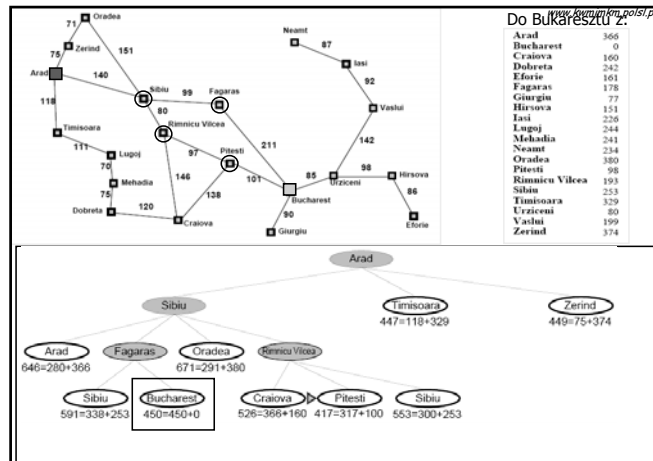 www.kwmimkm.polsl.p
Do Bukaresztu z:
Oradea
71
Zerind
75
151
Arad
140
118
Sibiu
99
Fagaras
80
Rimnicu Vilcea
Timisoara
111
Lugoj
70
Mehadia
75
Dobreta
120
Craiova
146
97
Pitesti
138
101
211
Bucharest
90
Giurgiu
85
Urziceni
98
Hirsova
86
Eforie
142
Vaslui
92
Iasi
87
Neamt
Arad 366
Bucharest 0
Craiova 160
Dobreta 242
Eforie 161
Fagaras 178
Giurgiu 77
Hirsova 151
Iasi 226
Lugoj 244
Mehadia 241
Neamt 234
Oradea 380
Pitesti 98
Rimnicu Vilcea 193
Sibiu 253
Timisoara 329
Urziceni 80
Vaslui 199
Zerind 374
Arad
Sibiu
Timisoara
447=118+329
Zerind
449=75+374
Arad
646=280+366
Fagaras
Oradea
671=291+380
Rimnicu Vilcea
Sibiu
591=338+253
Bucharest
450=450+0
Craiova
526=366+160
Pitesti
417=317+100
Sibiu
553=300+253